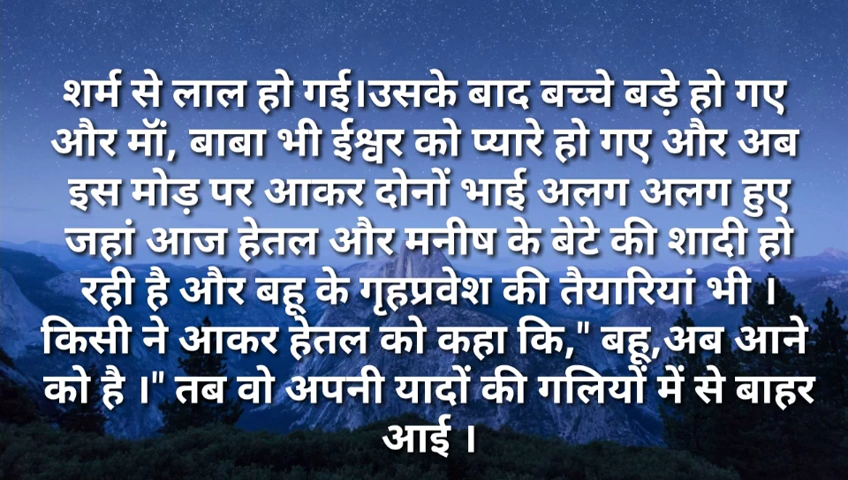 शर्म से लाल हो गई।उसके बाद बच्चे बड़े हो गए
और मॉं, बाबा भी ईश्वर को प्यारे हो गए और अब
इस मोड़ पर आकर दोनों भाई अलग अलग हुए
जहां आज हेतल और मनीष के बेटे की शादी हो
रही है और बहू के गृहप्रवेश की तैयारियां भी ।
किसी ने आकर हेतल को कहा कि," बहू,अब आने
को है ।" तब वो अपनी यादों की गलियों में से बाहर
आई ।